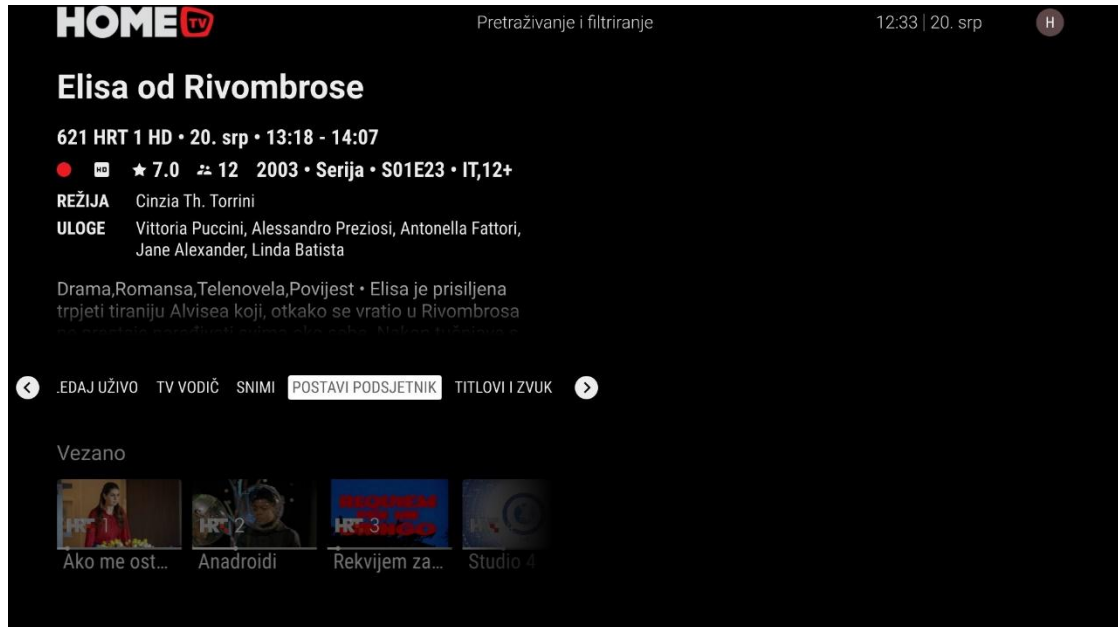 HOME TV
Pretraživanje i filtriranje
12:33 | 20. srp
H
Elisa od Rivombrose
621 HRT 1 HD • 20. srp • 13:18 - 14:07
HD ★ 7.0 12 2003 • Serija • S01E23 • IT,12+
REŽIJA Cinzia Th. Torrini
ULOGE Vittoria Puccini, Alessandro Preziosi, Antonella Fattori,
Jane Alexander, Linda Batista
Drama,Romansa,Telenovela,Povijest • Elisa je prisiljena
trpjeti tiraniju Alvisea koji, otkako se vratio u Rivombrosa
.EDAJ UŽIVO TV VODIČ SNIMI POSTAVI PODSJETNIK TITLOVI I ZVUK
Vezano
HRT 1 HRT 2 HRT 3
Ako me ost... Anadroidi Rekvijem za... Studio 4